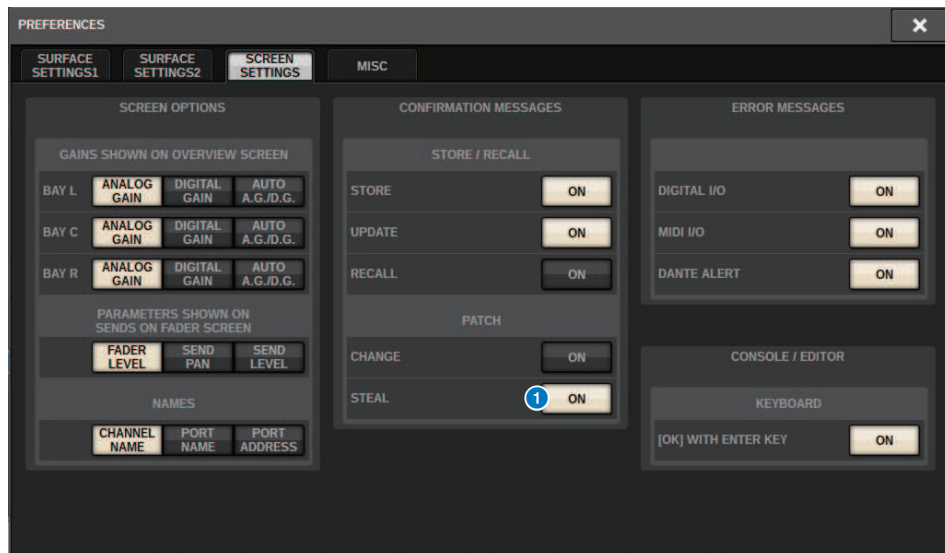 PREFERENCES
SURFACE
SETTINGS1
SURFACE
SETTINGS2
SCREEN
SETTINGS
MISC
SCREEN OPTIONS
GAINS SHOWN ON OVERVIEW SCREEN
BAY L
ANALOG
GAIN
DIGITAL
GAIN
AUTO
A.G./D.G.
BAY C
ANALOG
GAIN
DIGITAL
GAIN
AUTO
A.G./D.G.
BAY R
ANALOG
GAIN
DIGITAL
GAIN
AUTO
A.G./D.G.
PARAMETERS SHOWN ON
SENDS ON FADER SCREEN
FADER
LEVEL
SEND
PAN
SEND
LEVEL
NAMES
CHANNEL
NAME
PORT
NAME
PORT
ADDRESS
CONFIRMATION MESSAGES
STORE / RECALL
STORE
ON
UPDATE
ON
RECALL
ON
PATCH
CHANGE
ON
STEAL
1
ON
ERROR MESSAGES
DIGITAL I/O
ON
MIDI I/O
ON
DANTE ALERT
ON
CONSOLE / EDITOR
KEYBOARD
[OK] WITH ENTER KEY
ON